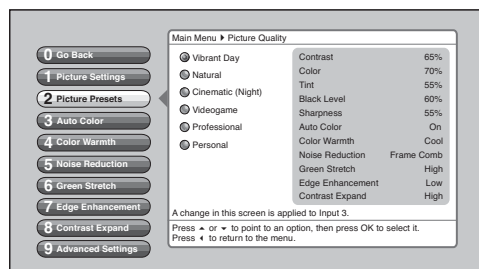 0 Go Back
1 Picture Settings
2 Picture Presets
3 Auto Color
4 Color Warmth
5 Noise Reduction
6 Green Stretch
7 Edge Enhancement
8 Contrast Expand
9 Advanced Settings
Main Menu ▸ Picture Quality
Vibrant Day
Natural
Cinematic (Night)
Videogame
Professional
Personal
Contrast 65%
Color 70%
Tint 55%
Black Level 60%
Sharpness 55%
Auto Color On
Color Warmth Cool
Noise Reduction Frame Comb
Green Stretch High
Edge Enhancement Low
Contrast Expand High
A change in this screen is applied to Input 3.
Press ▴ or ▾ to point to an option, then press OK to select it.
Press ◂ to return to the menu.